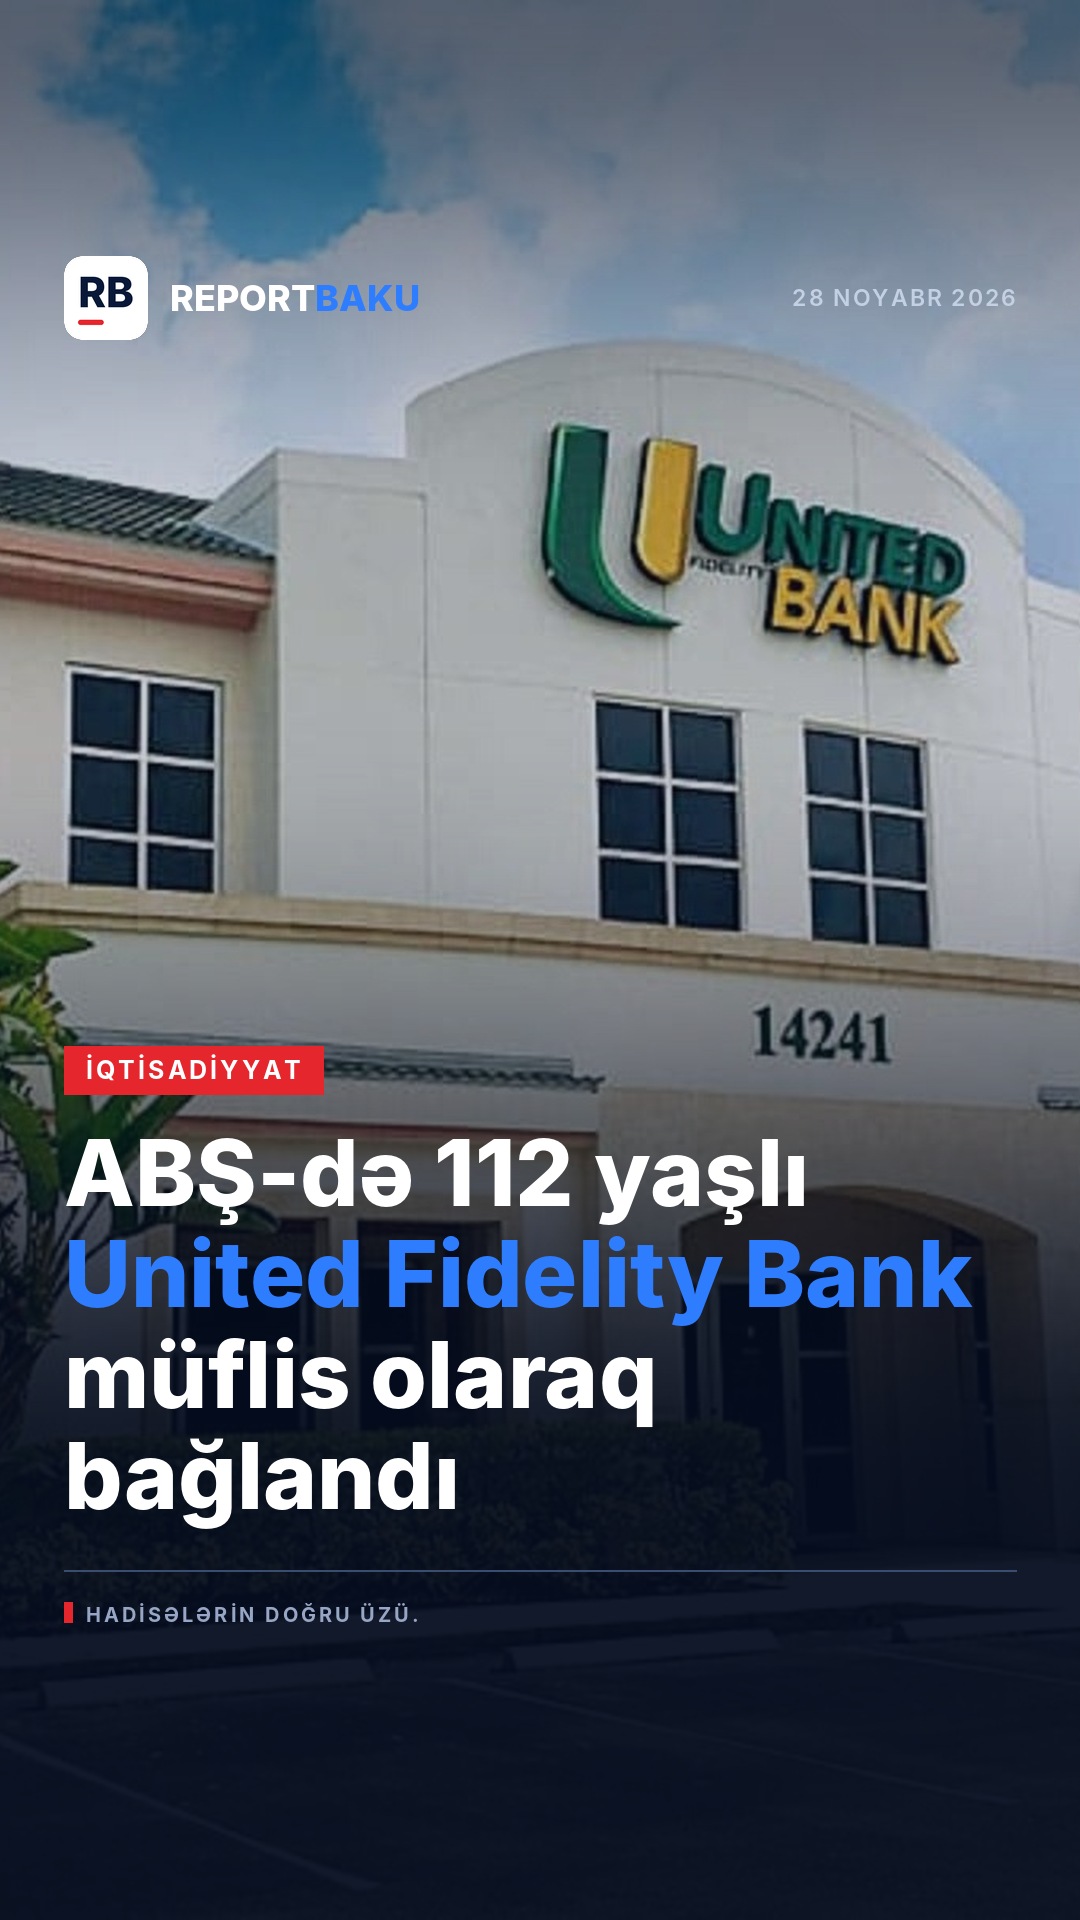 RB
REPORTBAKU
28 NOYABR 2026
UNITED
FIDELITY
BANK
14241
İQTİSADİYYAT
ABŞ-də 112 yaşlı
United Fidelity Bank
müflis olaraq
bağlandı
HADİSƏLƏRİN DOĞRU ÜZÜ.